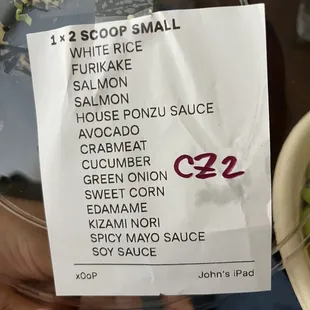 1 x 2 SCOOP SMALL
WHITE RICE
FURIKAKE
SALMON
SALMON
HOUSE PONZU SAUCE
AVOCADO
CRABMEAT
CUCUMBER
GREEN ONION
CZ2
SWEET CORN
EDAMAME
KIZAMI NORI
SPICY MAYO SAUCE
SOY SAUCE
xOoP John's iPad